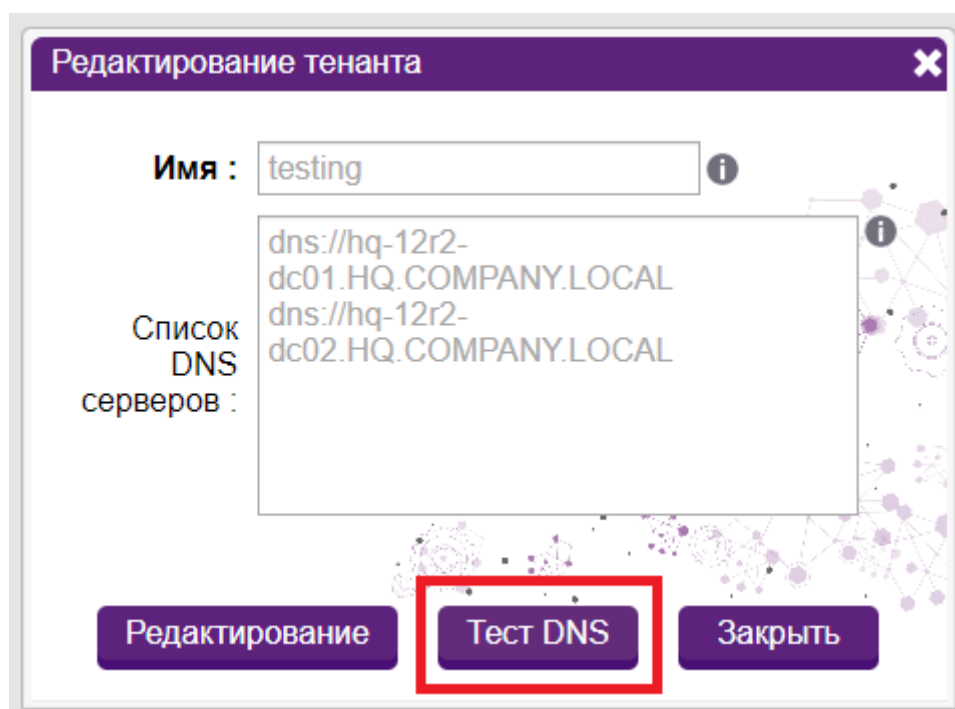 Редактирование тенанта
Имя :
testing
dns://hq-12r2-
dc01.HQ.COMPANY.LOCAL
dns://hq-12r2-
dc02.HQ.COMPANY.LOCAL
Список
DNS
серверов :
Редактирование
Тест DNS
Закрыть